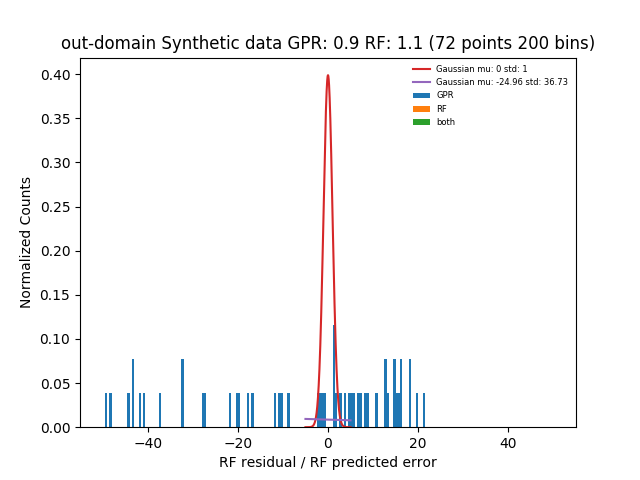 out-domain Synthetic data GPR: 0.9 RF: 1.1 (72 points 200 bins)
Gaussian mu: 0 std: 1
Gaussian mu: -24.96 std: 36.73
GPR
RF
both
Normalized Counts
0.40
0.35
0.30
0.25
0.20
0.15
0.10
0.05
0.00
−40
−20
0
20
40
RF residual / RF predicted error